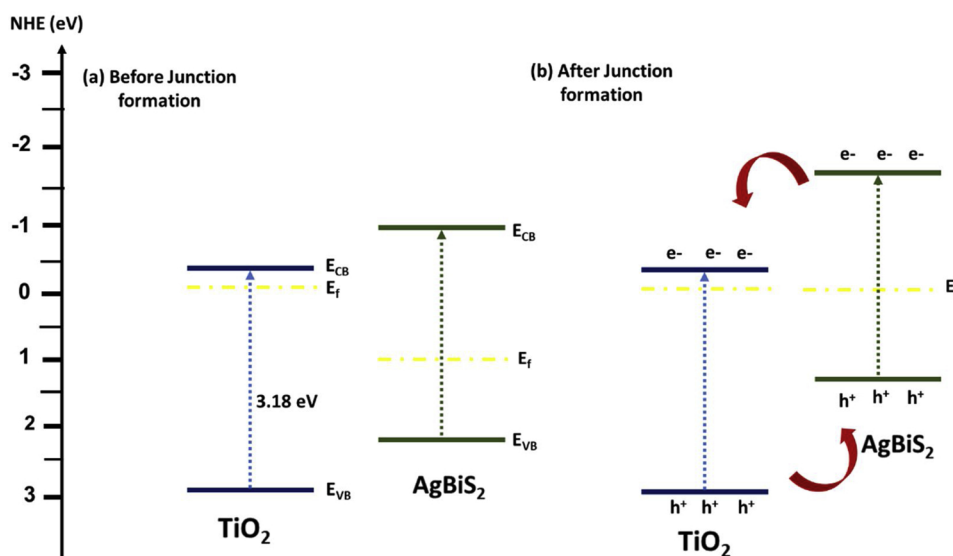 NHE (eV)
-3
-2
-1
0
1
2
3
(a) Before Junction
formation
E_CB
E_f
3.18 eV
E_VB
TiO₂
E_CB
E_f
E_VB
AgBiS₂
(b) After Junction
formation
e- e- e-
h⁺ h⁺ h⁺
TiO₂
e- e- e-
E
h⁺ h⁺ h⁺
AgBiS₂